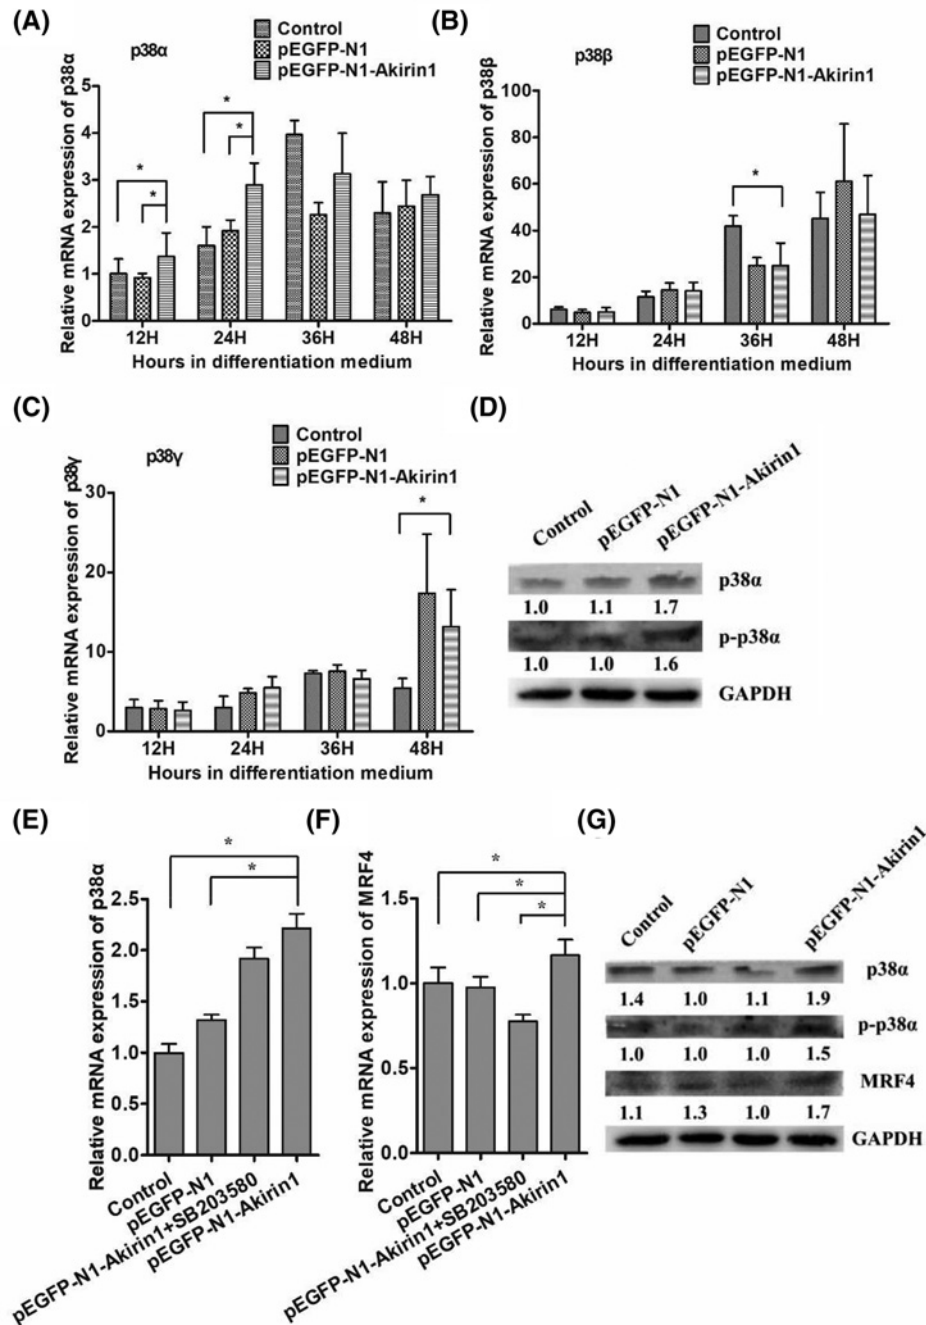 (A)
p38α
Control
pEGFP-N1
pEGFP-N1-Akirin1
Relative mRNA expression of p38α
5
4
3
2
1
0
*
*
*
*
12H
24H
36H
48H
Hours in differentiation medium
(B)
p38β
Control
pEGFP-N1
pEGFP-N1-Akirin1
Relative mRNA expression of p38β
100
80
60
40
20
0
*
12H
24H
36H
48H
Hours in differentiation medium
(C)
p38γ
Control
pEGFP-N1
pEGFP-N1-Akirin1
Relative mRNA expression of p38γ
30
20
10
0
*
12H
24H
36H
48H
Hours in differentiation medium
(D)
Control
pEGFP-N1
pEGFP-N1-Akirin1
p38α
1.0 1.1 1.7
p-p38α
1.0 1.0 1.6
GAPDH
(E)
Relative mRNA expression of p38α
2.5
2.0
1.5
1.0
0.5
0.0
*
*
Control
pEGFP-N1
pEGFP-N1-Akirin1+SB203580
pEGFP-N1-Akirin1
(F)
Relative mRNA expression of MRF4
1.5
1.0
0.5
0.0
*
*
*
Control
pEGFP-N1
pEGFP-N1-Akirin1+SB203580
pEGFP-N1-Akirin1
(G)
Control
pEGFP-N1
pEGFP-N1-Akirin1
p38α
1.4 1.0 1.1 1.9
p-p38α
1.0 1.0 1.0 1.5
MRF4
1.1 1.3 1.0 1.7
GAPDH